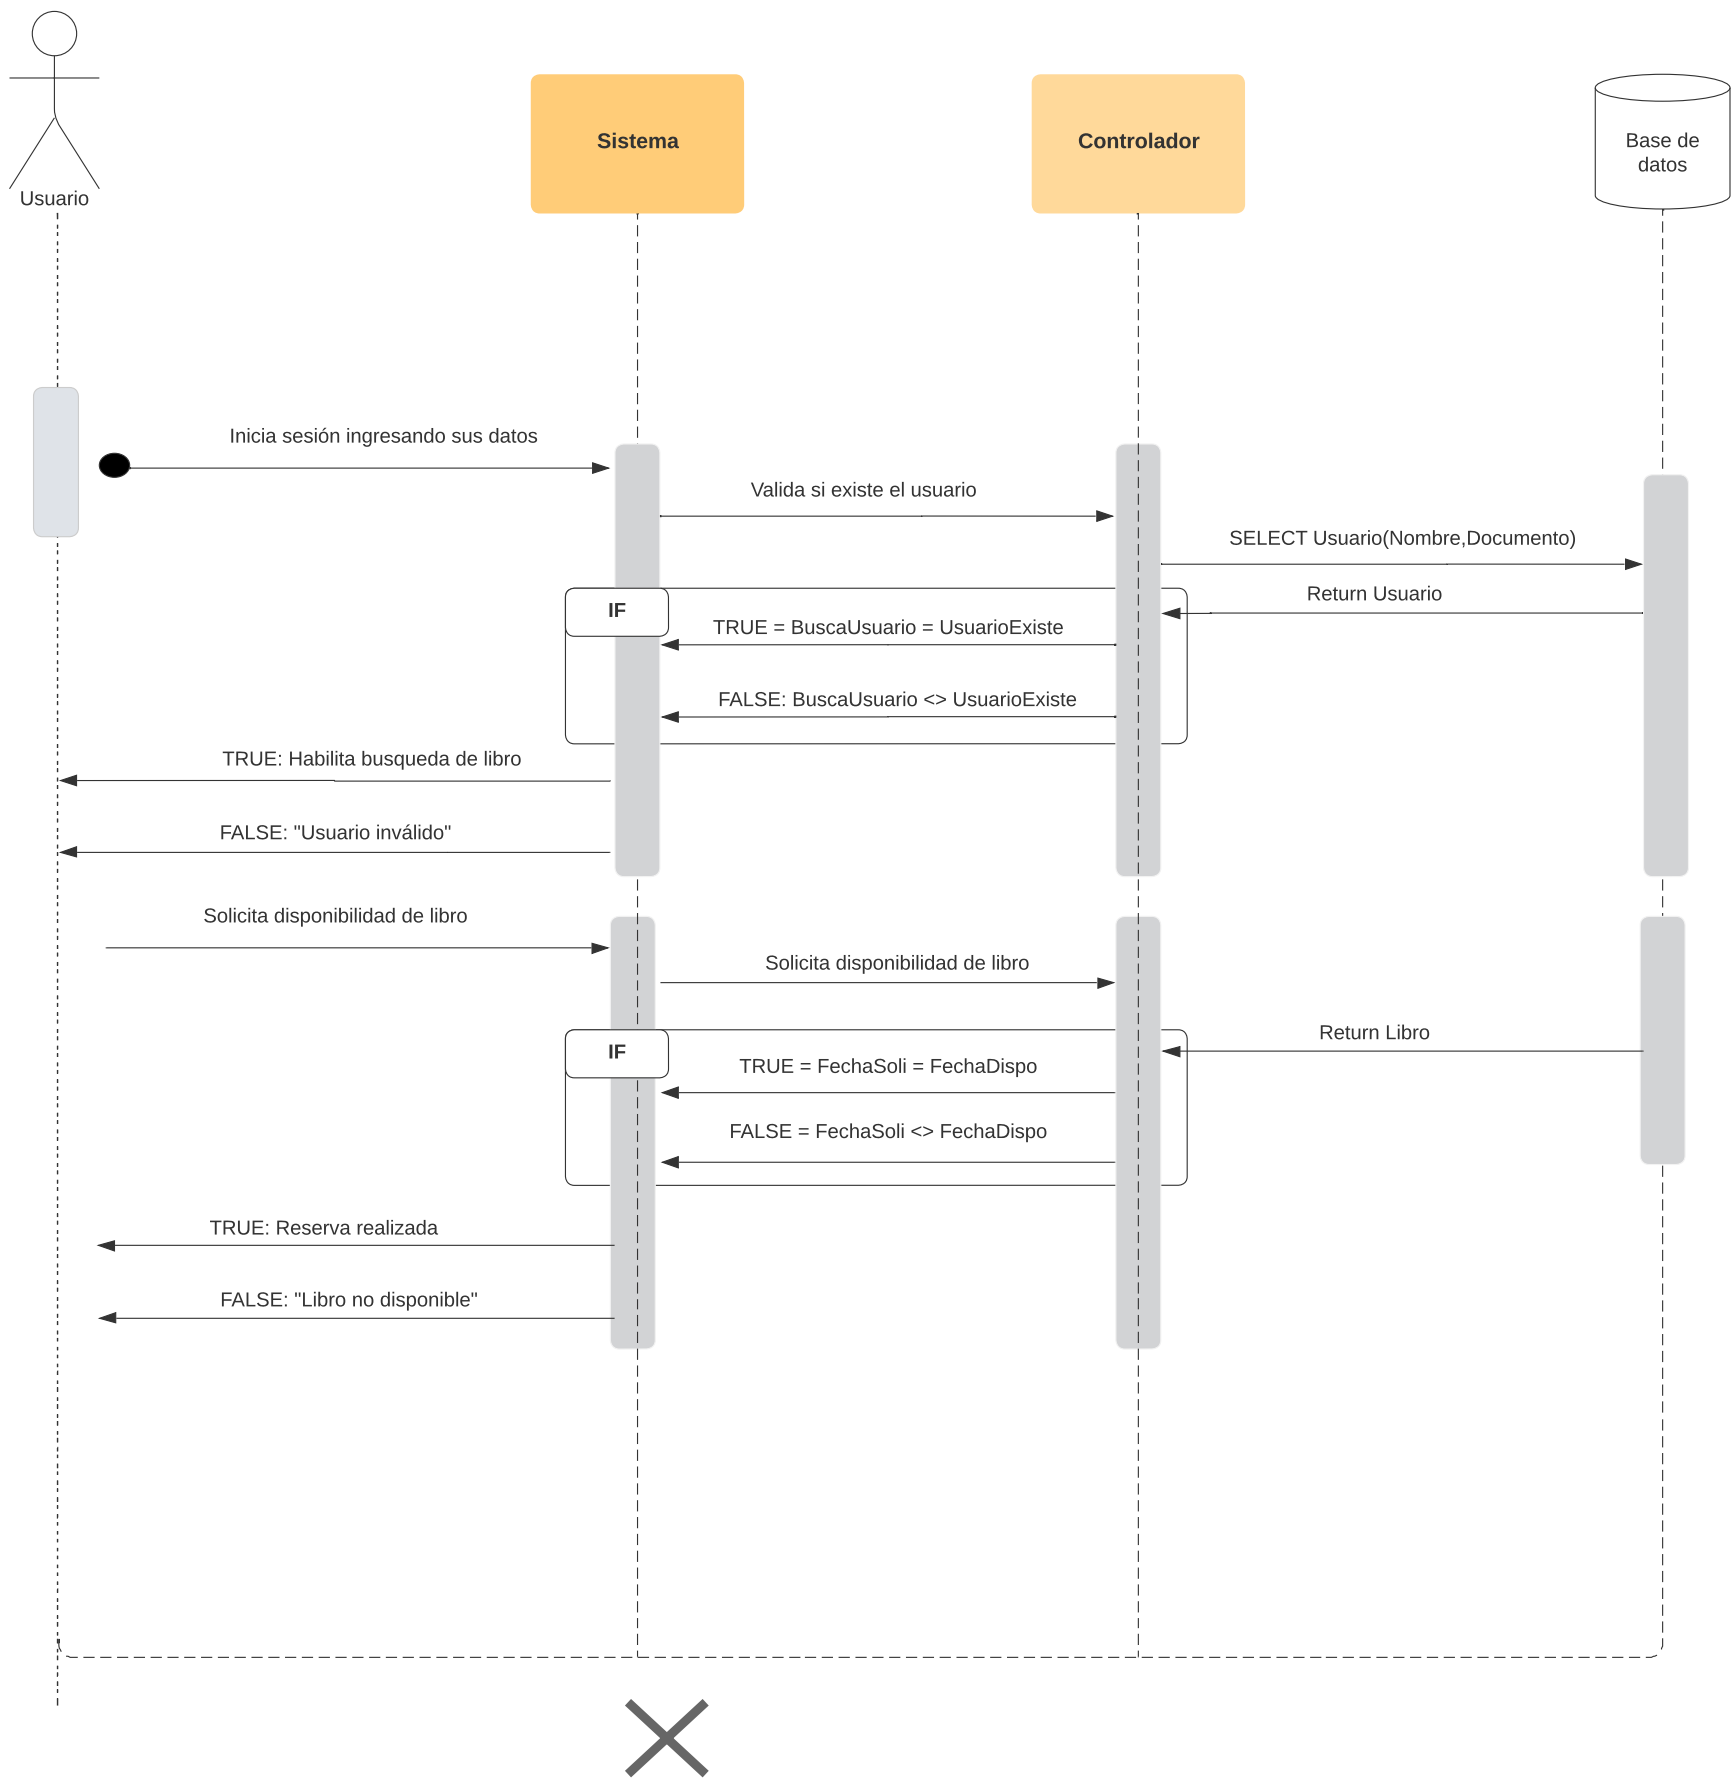 Usuario
Sistema
Controlador
Base de
datos
Inicia sesión ingresando sus datos
Valida si existe el usuario
SELECT Usuario(Nombre,Documento)
Return Usuario
IF
TRUE = BuscaUsuario = UsuarioExiste
FALSE: BuscaUsuario <> UsuarioExiste
TRUE: Habilita busqueda de libro
FALSE: "Usuario inválido"
Solicita disponibilidad de libro
Solicita disponibilidad de libro
Return Libro
IF
TRUE = FechaSoli = FechaDispo
FALSE = FechaSoli <> FechaDispo
TRUE: Reserva realizada
FALSE: "Libro no disponible"